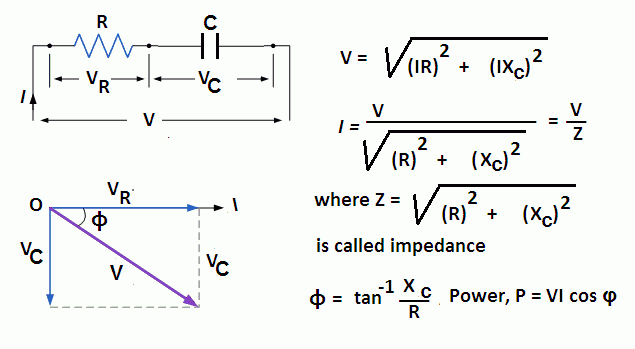 R C
V_R V_C
I
V
V_R
O I
ϕ
V_C V V_C
V = √((IR)² + (IX_C)²)
I = V / √((R)² + (X_C)²) = V / Z
where Z = √((R)² + (X_C)²)
is called impedance
ϕ = tan⁻¹ X_C / R Power, P = VI cos φ